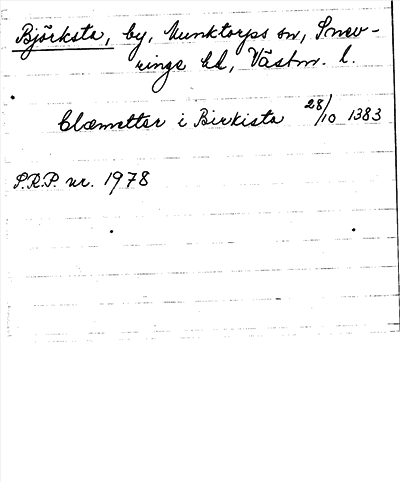 Björksta, by, Munktorps sn, Snev-
ringe hd, Västm. l.
Clæmetter i Birkista 28/10 1383
S.R.P. nr. 1978